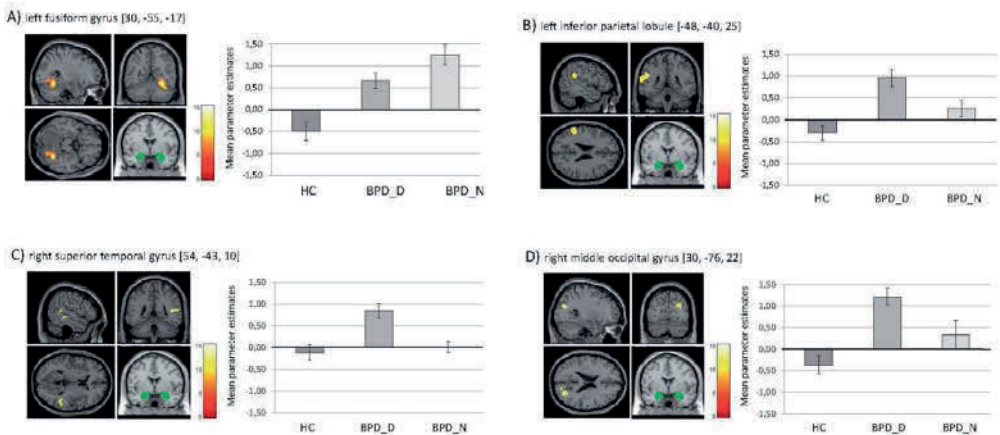 A) left fusiform gyrus [30, -55, -17]
Mean parameter estimates
1,50
1,00
0,50
0,00
-0,50
-1,00
-1,50
HC BPD_D BPD_N
B) left inferior parietal lobule [-48, -40, 25]
Mean parameter estimates
1,50
1,00
0,50
0,00
-0,50
-1,00
-1,50
HC BPD_D BPD_N
C) right superior temporal gyrus [54, -43, 10]
Mean parameter estimates
1,50
1,00
0,50
0,00
-0,50
-1,00
-1,50
HC BPD_D BPD_N
D) right middle occipital gyrus [30, -76, 22]
Mean parameter estimates
1,50
1,00
0,50
0,00
-0,50
-1,00
-1,50
HC BPD_D BPD_N